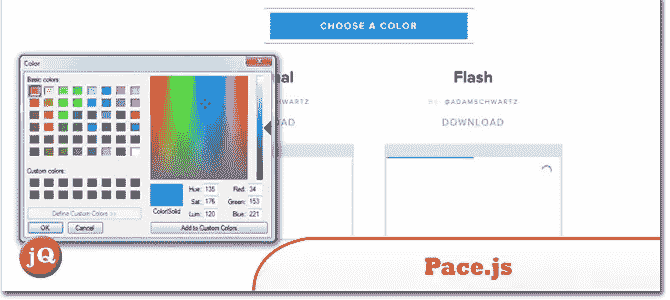 CHOOSE A COLOR
Color
Basic colors:
Custom colors:
Define Custom Colors >>
OK
Cancel
Color|Solid
Hue: 135
Sat: 176
Lum: 120
Red: 34
Green: 153
Blue: 221
Add to Custom Colors
nal
LOAD
Flash
BY @ADAMSCHWARTZ
DOWNLOAD
jQ
Pace.js